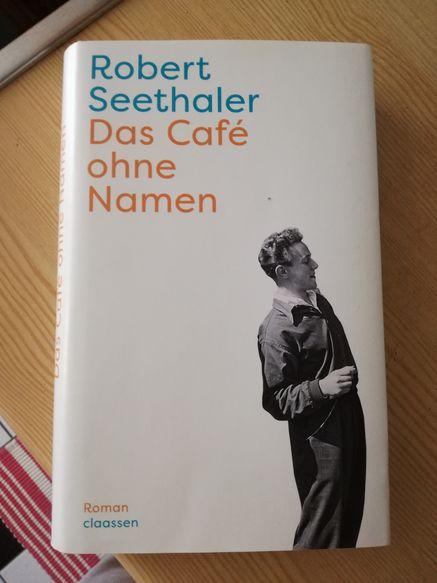 Robert
Seethaler
Das Café
ohne
Namen
Roman
claassen
Das Café ohne Namen